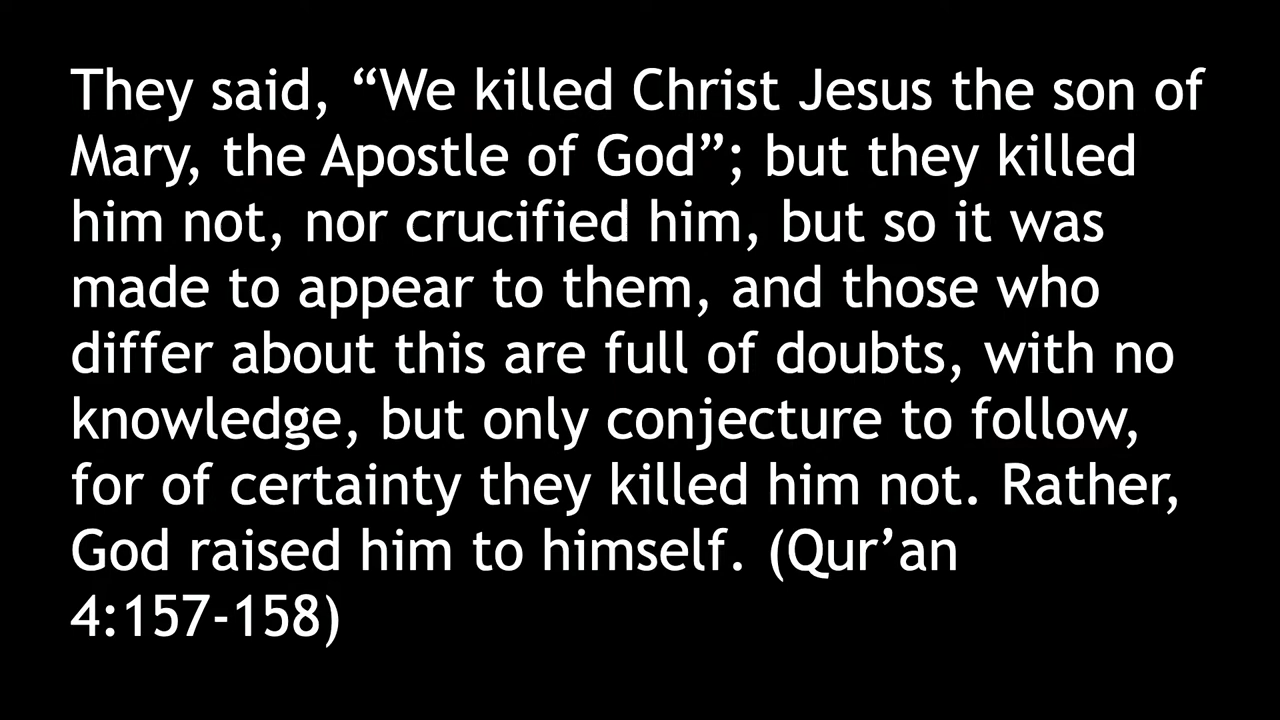 They said, “We killed Christ Jesus the son of
Mary, the Apostle of God”; but they killed
him not, nor crucified him, but so it was
made to appear to them, and those who
differ about this are full of doubts, with no
knowledge, but only conjecture to follow,
for of certainty they killed him not. Rather,
God raised him to himself. (Qur’an
4:157-158)